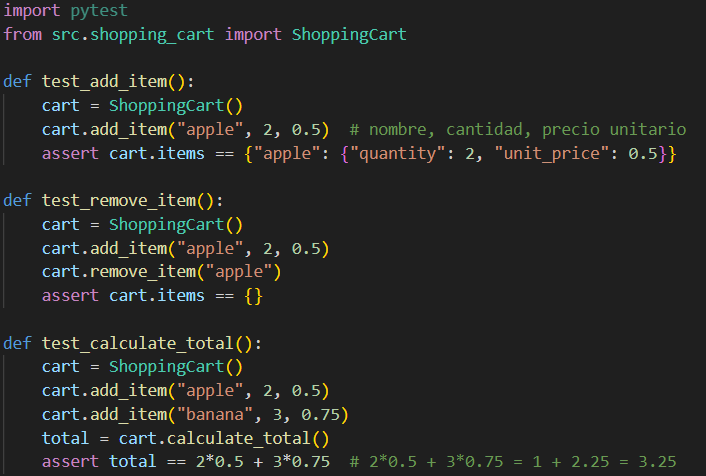 import pytest
from src.shopping_cart import ShoppingCart

def test_add_item():
    cart = ShoppingCart()
    cart.add_item("apple", 2, 0.5)  # nombre, cantidad, precio unitario
    assert cart.items == {"apple": {"quantity": 2, "unit_price": 0.5}}

def test_remove_item():
    cart = ShoppingCart()
    cart.add_item("apple", 2, 0.5)
    cart.remove_item("apple")
    assert cart.items == {}

def test_calculate_total():
    cart = ShoppingCart()
    cart.add_item("apple", 2, 0.5)
    cart.add_item("banana", 3, 0.75)
    total = cart.calculate_total()
    assert total == 2*0.5 + 3*0.75  # 2*0.5 + 3*0.75 = 1 + 2.25 = 3.25